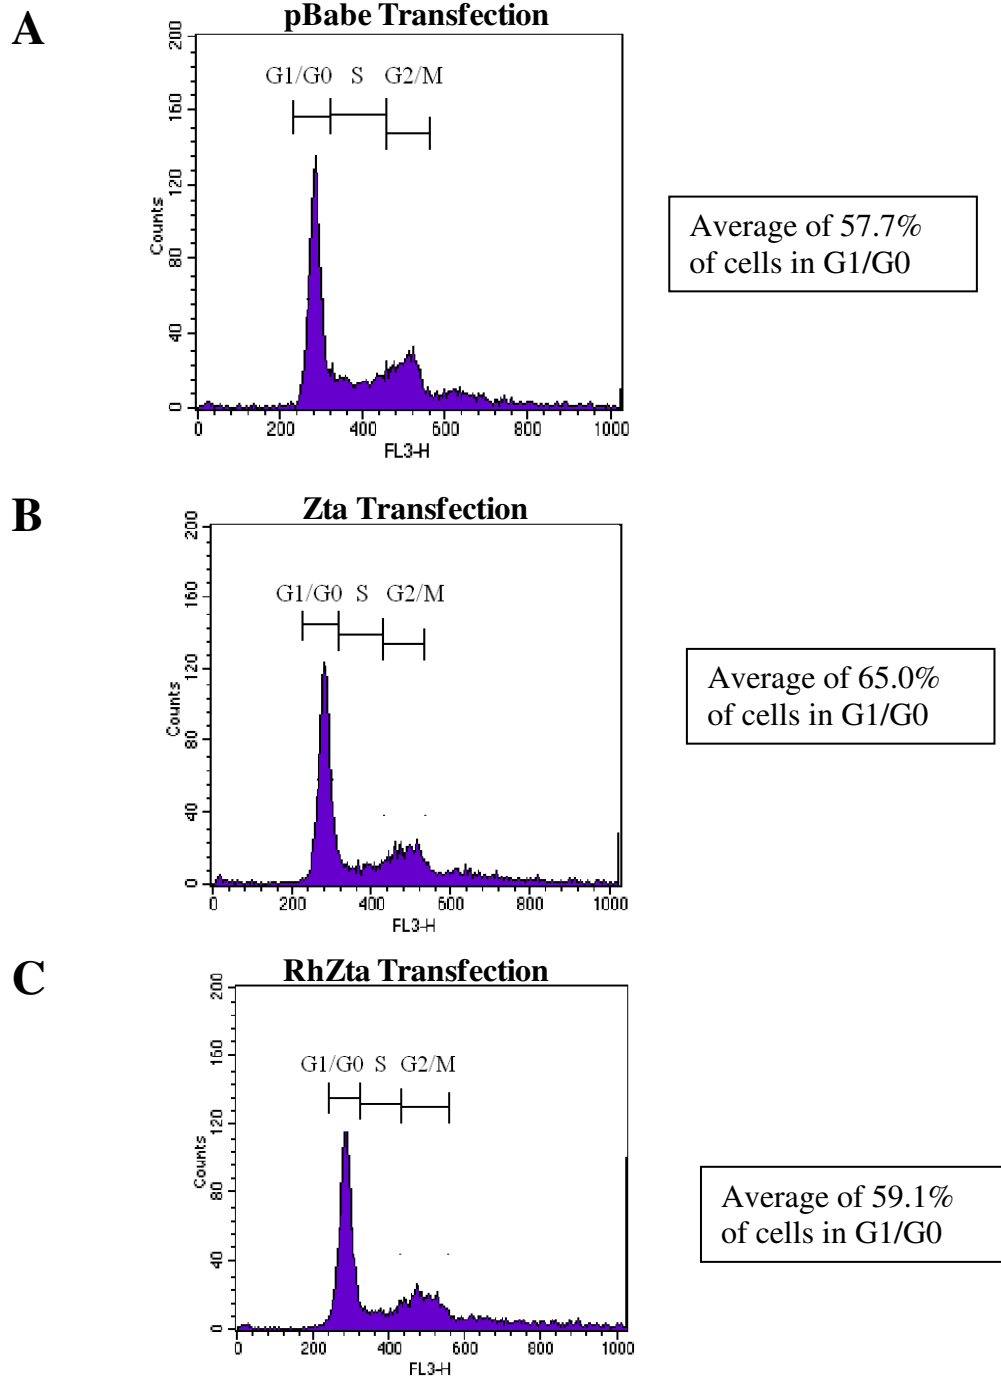 A
pBabe Transfection
200
160
120
80
40
0
Counts
G1/G0 S G2/M
0 200 400 600 800 1000
FL3-H
Average of 57.7%
of cells in G1/G0
B
Zta Transfection
200
160
120
80
40
0
Counts
G1/G0 S G2/M
0 200 400 600 800 1000
FL3-H
Average of 65.0%
of cells in G1/G0
C
RhZta Transfection
200
160
120
80
40
0
Counts
G1/G0 S G2/M
0 200 400 600 800 1000
FL3-H
Average of 59.1%
of cells in G1/G0